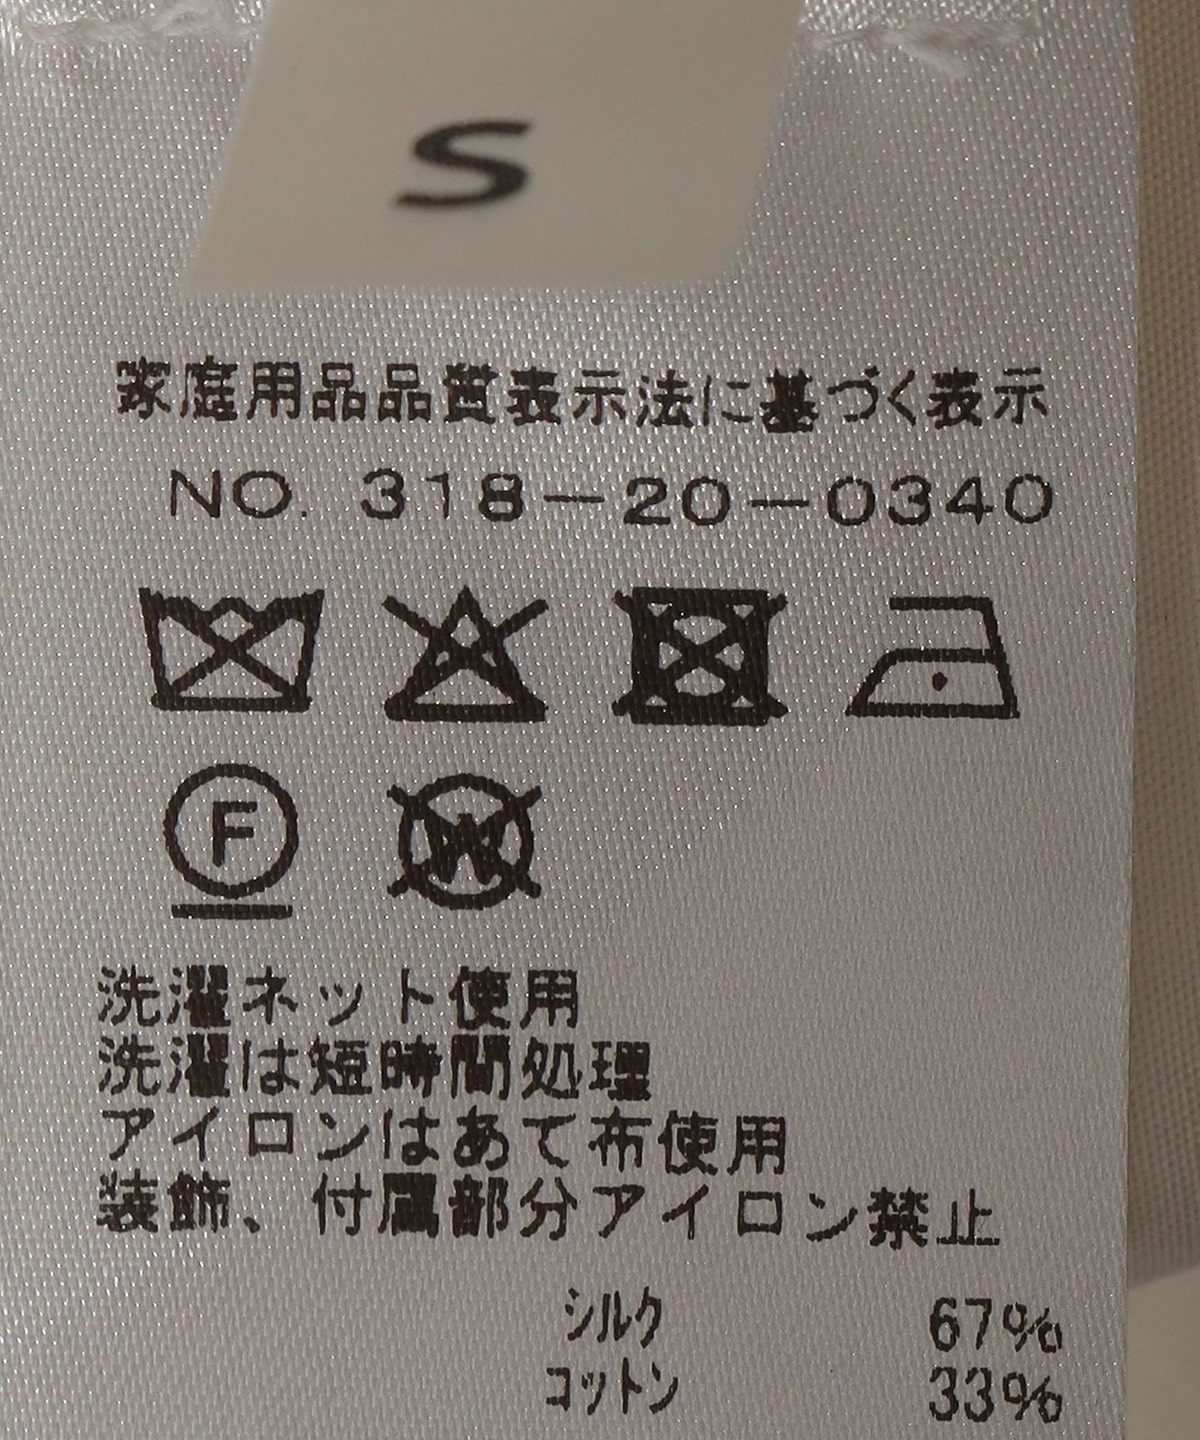 S
家庭用品品質表示法に基づく表示
NO. 318-20-0340
F
W
洗濯ネット使用
洗濯は短時間処理
アイロンはあて布使用
装飾、付属部分アイロン禁止
シルク 67%
コットン 33%